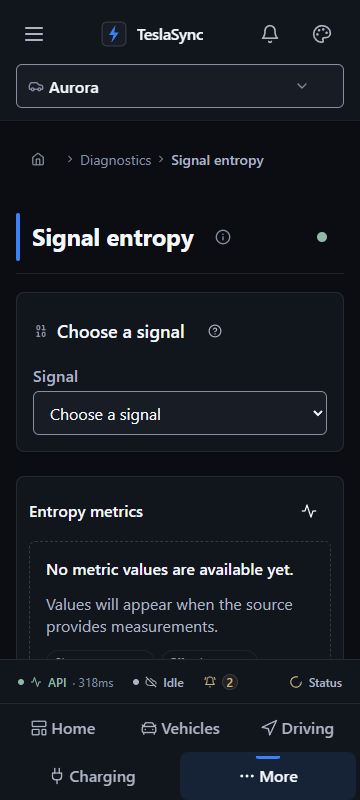 TeslaSync
Aurora
Diagnostics
Signal entropy
Signal entropy
Choose a signal
Signal
Choose a signal
Entropy metrics
No metric values are available yet.
Values will appear when the source
provides measurements.
API · 318ms
Idle
2
Status
Home
Vehicles
Driving
Charging
More